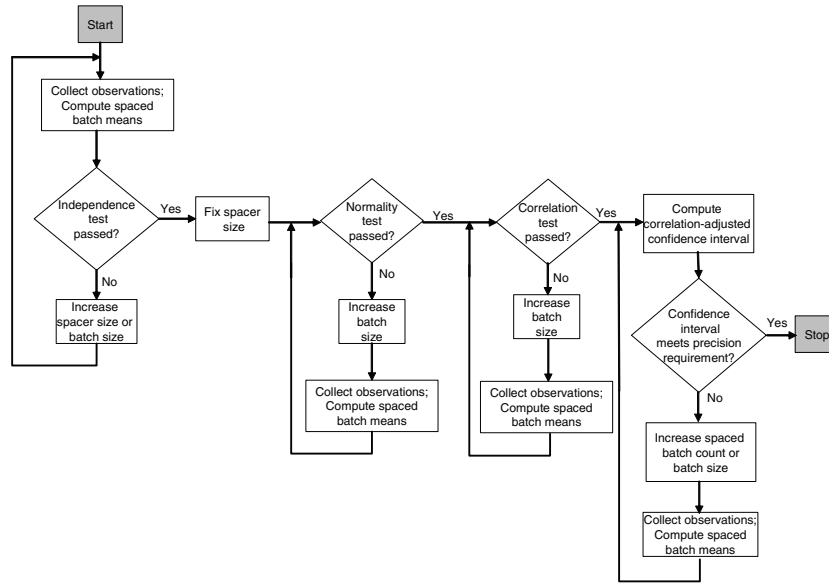 Start
Collect observations;
Compute spaced
batch means
Independence
test
passed?
Yes
No
Increase
spacer size or
batch size
Fix spacer
size
Normality
test
passed?
Yes
No
Increase
batch
size
Collect observations;
Compute spaced
batch means
Correlation
test
passed?
Yes
No
Increase
batch
size
Collect observations;
Compute spaced
batch means
Compute
correlation-adjusted
confidence interval
Confidence
interval
meets precision
requirement?
Yes
Stop
No
Increase spaced
batch count or
batch size
Collect observations;
Compute spaced
batch means